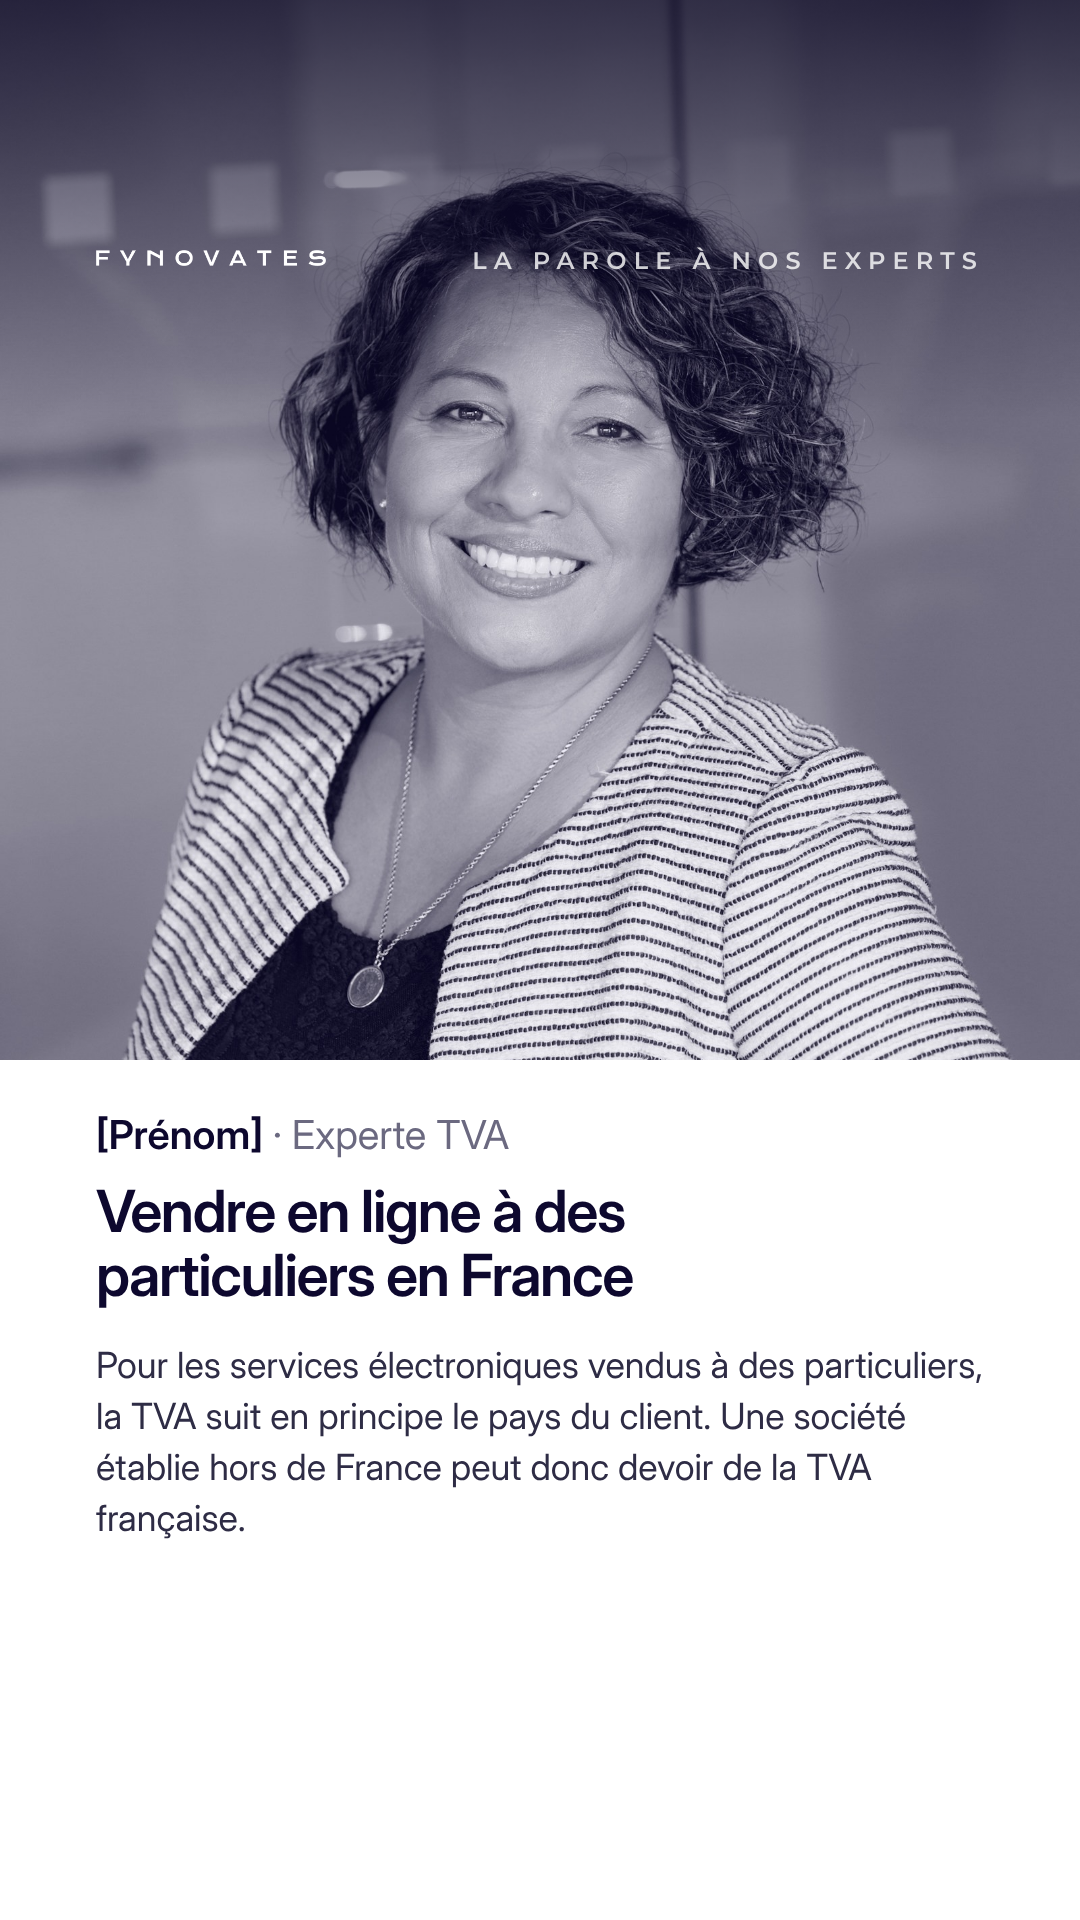 FYNOVATES
LA PAROLE À NOS EXPERTS
[Prénom] · Experte TVA
Vendre en ligne à des
particuliers en France
Pour les services électroniques vendus à des particuliers,
la TVA suit en principe le pays du client. Une société
établie hors de France peut donc devoir de la TVA
française.